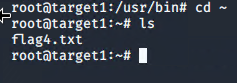 root@target1:/usr/bin# cd ~
root@target1:~# ls
flag4.txt
root@target1:~#